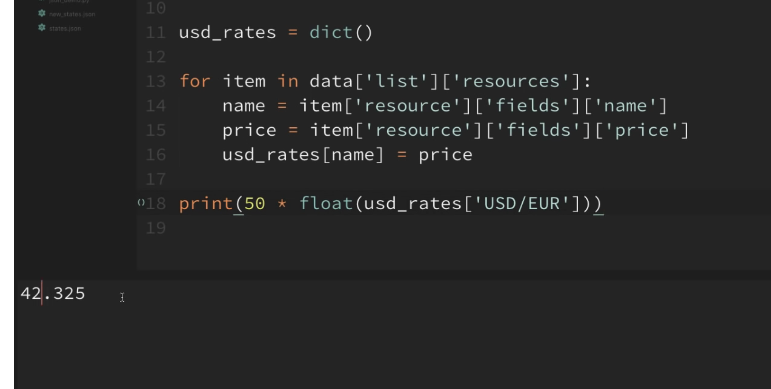 new_states.json
states.json
10
11 usd_rates = dict()
12
13 for item in data['list']['resources']:
14     name = item['resource']['fields']['name']
15     price = item['resource']['fields']['price']
16     usd_rates[name] = price
17
18 print(50 * float(usd_rates['USD/EUR']))
19
42.325